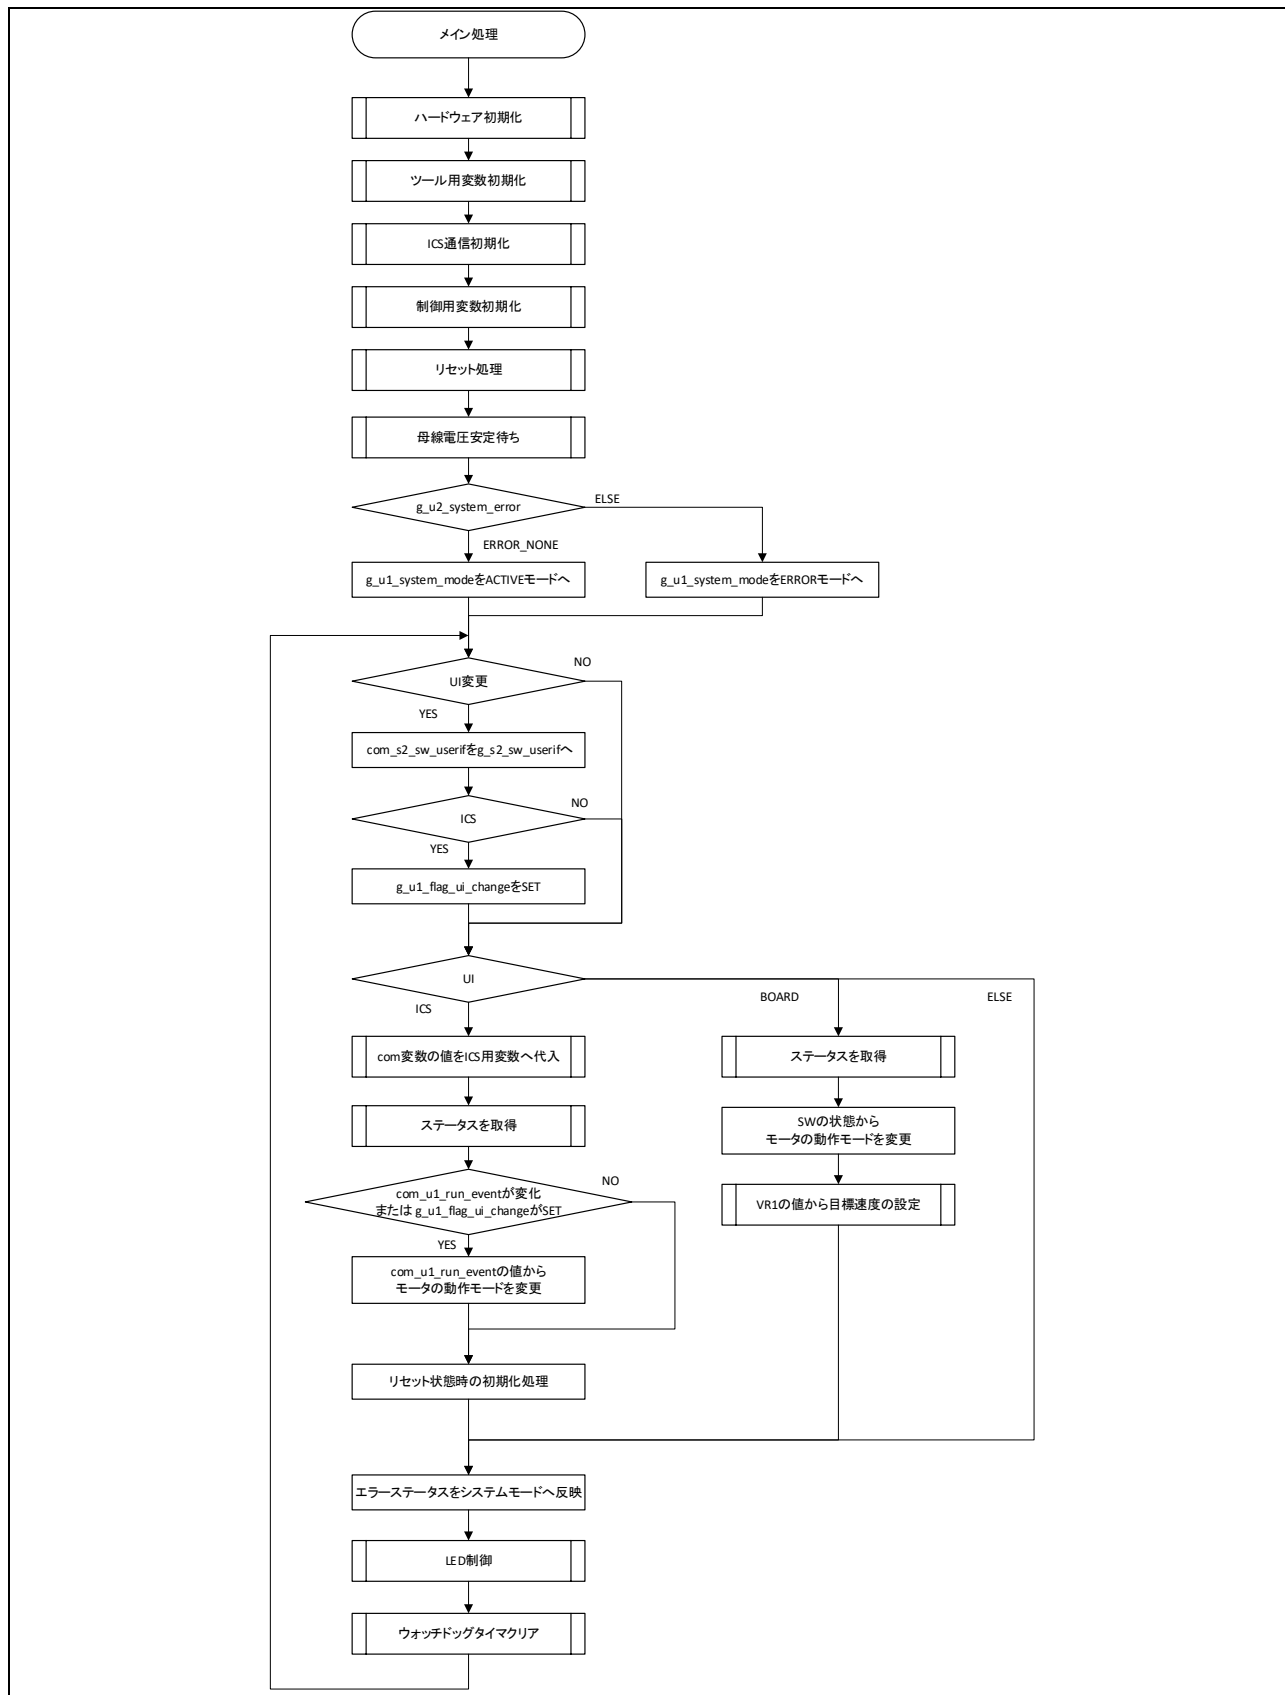 メイン処理
ハードウェア初期化
ツール用変数初期化
ICS通信初期化
制御用変数初期化
リセット処理
母線電圧安定待ち
g_u2_system_error
ELSE
ERROR_NONE
g_u1_system_modeをACTIVEモードへ
g_u1_system_modeをERRORモードへ
UI変更
NO
YES
com_s2_sw_userifをg_s2_sw_userifへ
ICS
NO
YES
g_u1_flag_ui_changeをSET
UI
ICS
BOARD
ELSE
com変数の値をICS用変数へ代入
ステータスを取得
ステータスを取得
SWの状態から
モータの動作モードを変更
com_u1_run_eventが変化
または g_u1_flag_ui_changeがSET
NO
YES
VR1の値から目標速度の設定
com_u1_run_eventの値から
モータの動作モードを変更
リセット状態時の初期化処理
エラーステータスをシステムモードへ反映
LED制御
ウォッチドッグタイマクリア